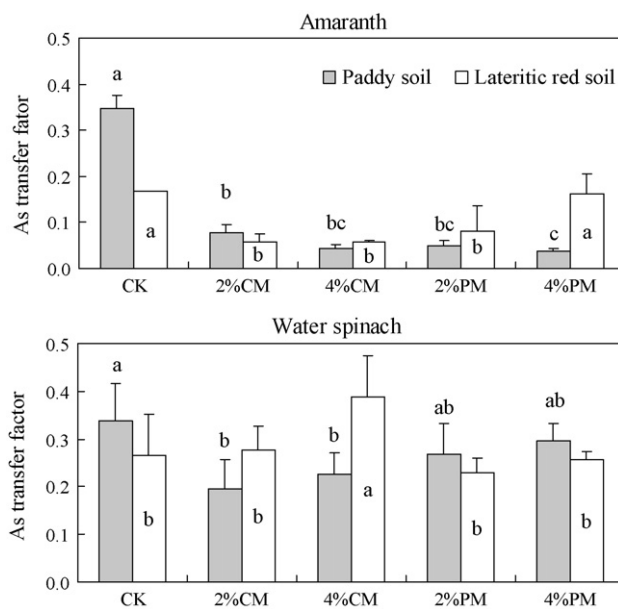 Amaranth
0.5
a
Paddy soil
Lateritic red soil
0.4
As transfer fator
0.3
0.2
b
bc
bc
c
0.1
a
b
b
b
a
0.0
CK
2%CM
4%CM
2%PM
4%PM
Water spinach
0.5
a
0.4
As transfer factor
ab
ab
0.3
b
b
0.2
a
0.1
b
b
b
b
0.0
CK
2%CM
4%CM
2%PM
4%PM